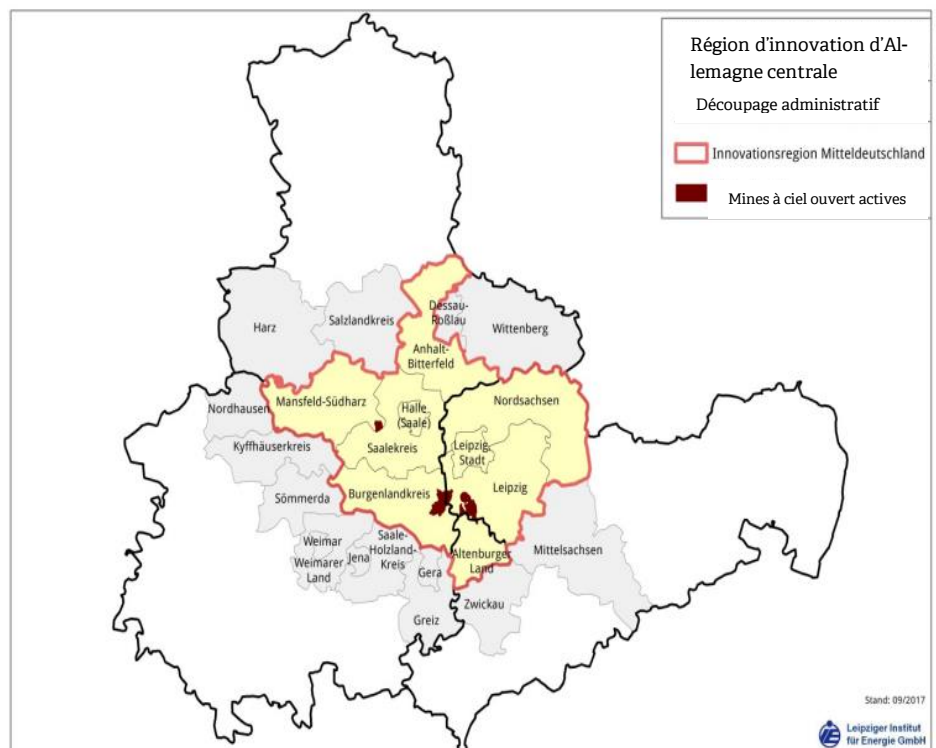 Région d'innovation d'Al-
lemagne centrale
Découpage administratif
Innovationsregion Mitteldeutschland
Mines à ciel ouvert actives
Harz
Salzlandkreis
Dessau-
Roßlau
Wittenberg
Anhalt-
Bitterfeld
Nordhausen
Mansfeld-Südharz
Halle
(Saale)
Nordsachsen
Kyffhäuserkreis
Saalekreis
Leipzig,
Stadt
Sömmerda
Burgenlandkreis
Leipzig
Weimar
Weimarer
Land
Jena
Saale-
Holzland-
Kreis
Gera
Altenburger
Land
Mittelsachsen
Greiz
Zwickau
Stand: 09/2017
Leipziger Institut
für Energie GmbH